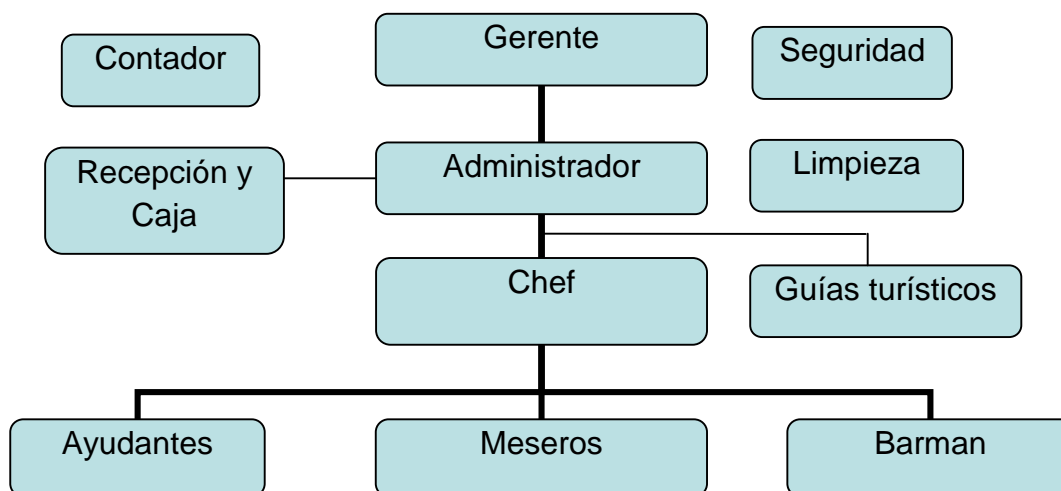 Contador
Gerente
Seguridad
Recepción y
Caja
Administrador
Limpieza
Chef
Guías turísticos
Ayudantes
Meseros
Barman